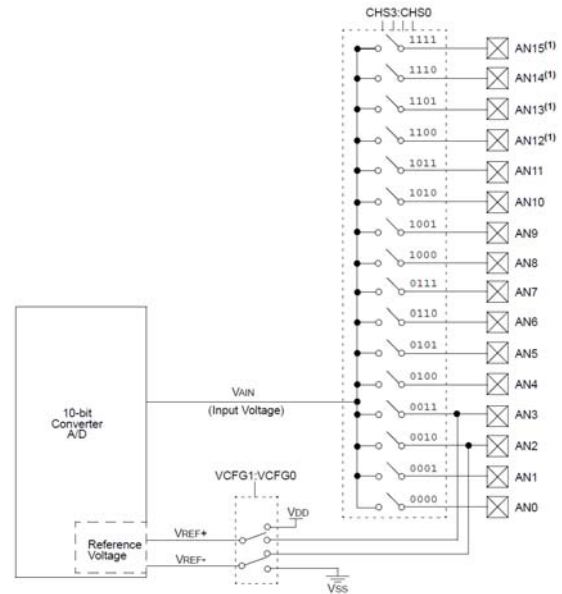 CHS3:CHS0
1111 AN15(1)
1110 AN14(1)
1101 AN13(1)
1100 AN12(1)
1011 AN11
1010 AN10
1001 AN9
1000 AN8
0111 AN7
0110 AN6
0101 AN5
0100 AN4
0011 AN3
0010 AN2
0001 AN1
0000 AN0
VAIN
(Input Voltage)
10-bit
Converter
A/D
VCFG1:VCFG0
VDD
Reference
Voltage
VREF+
VREF-
VSS